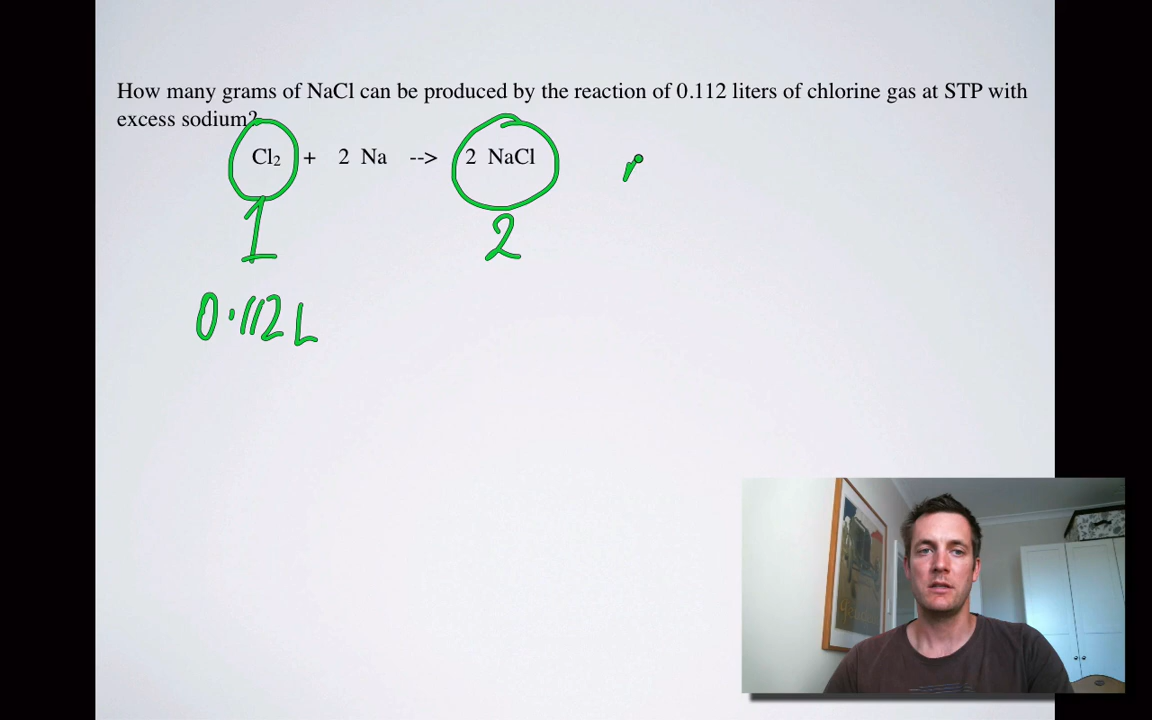 How many grams of NaCl can be produced by the reaction of 0.112 liters of chlorine gas at STP with
excess sodium?
Cl₂ + 2 Na --> 2 NaCl
1 2
0.112 L